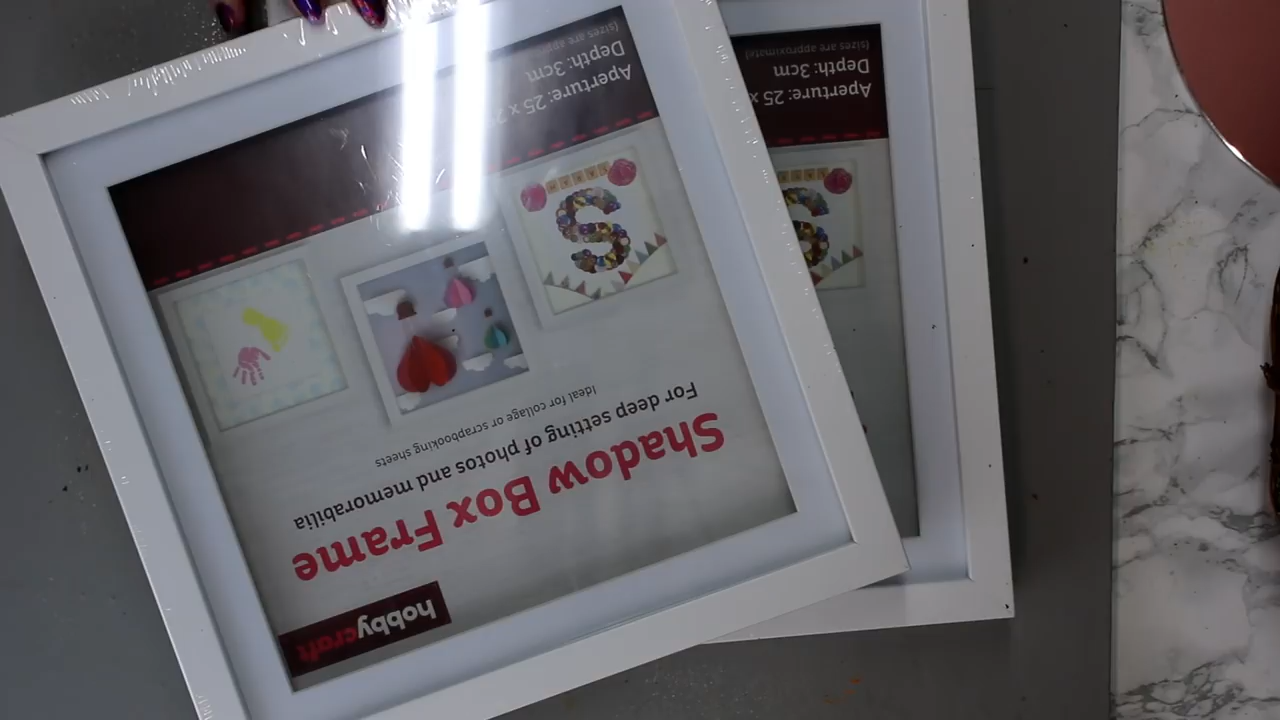 hobbycraft
Shadow Box Frame
For deep setting of photos and memorabilia
Ideal for collage or scrapbooking sheets
S
Aperture: 25 x
Depth: 3cm
(sizes are
S
Aperture: 25 x
Depth: 3cm
(sizes are approximate)